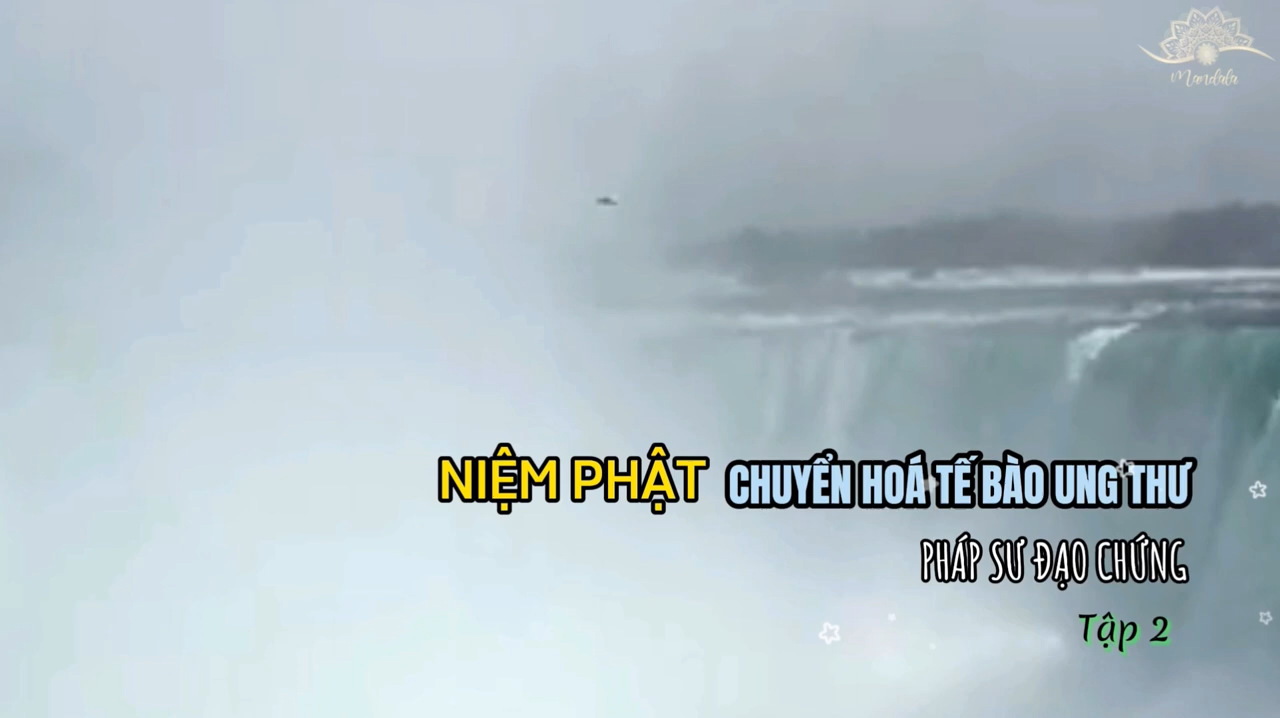 Mandala
NIỆM PHẬT CHUYỂN HOÁ TẾ BÀO UNG THƯ
PHÁP SƯ ĐẠO CHỨNG
Tập 2